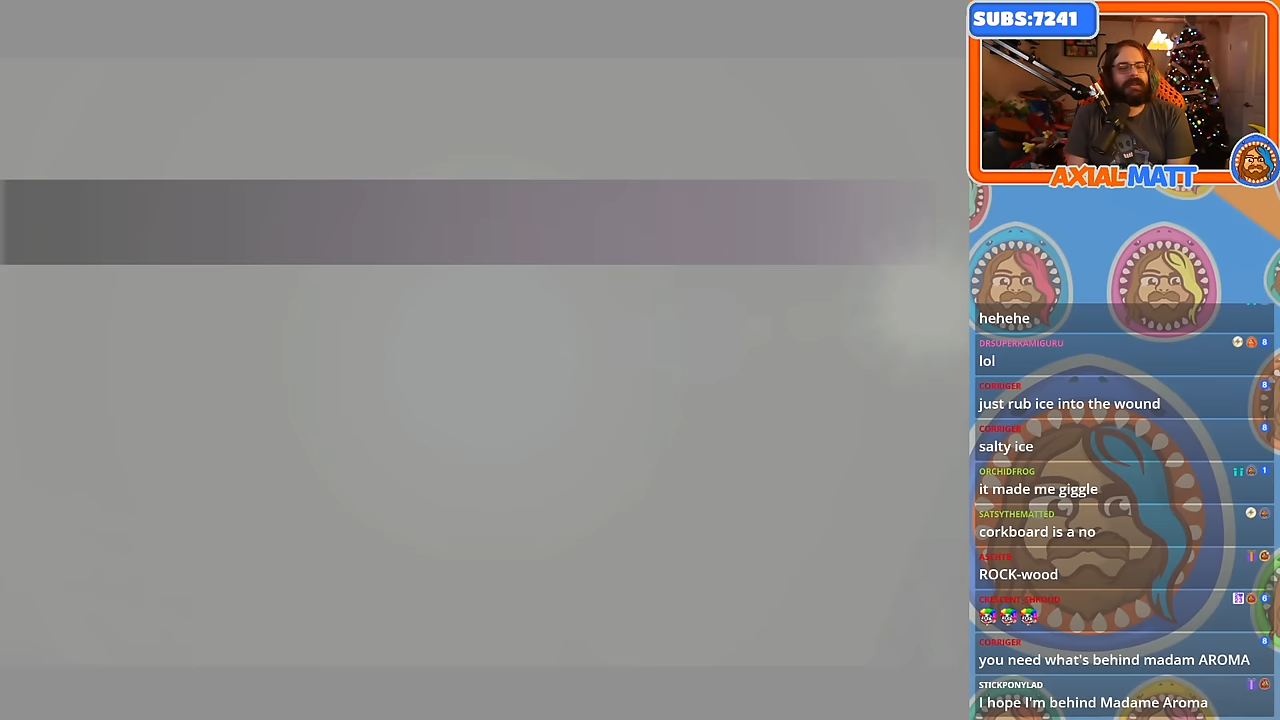 SUBS:7241
AXIAL MATT
hehehe
DRSUPERKAMIGURU
lol
CORRIGER
just rub ice into the wound
CORRIGER
salty ice
ORCHIDFROG
it made me giggle
SATSYTHEMATTED
corkboard is a no
ROCK-wood
CRESCENT-SHROOD
CORRIGER
you need what's behind madam AROMA
STICKPONYLAD
I hope I'm behind Madame Aroma